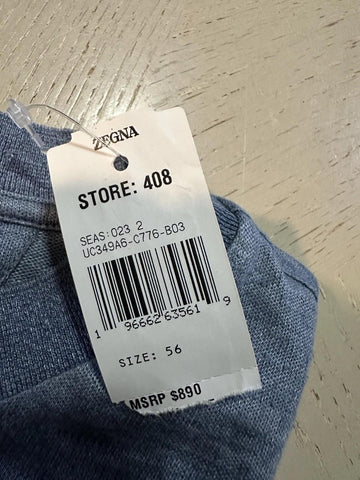 ZEGNA
STORE: 408
SEAS:023 2
UC349A6-C776-B03
1 96662 63561 9
SIZE: 56
MSRP $890